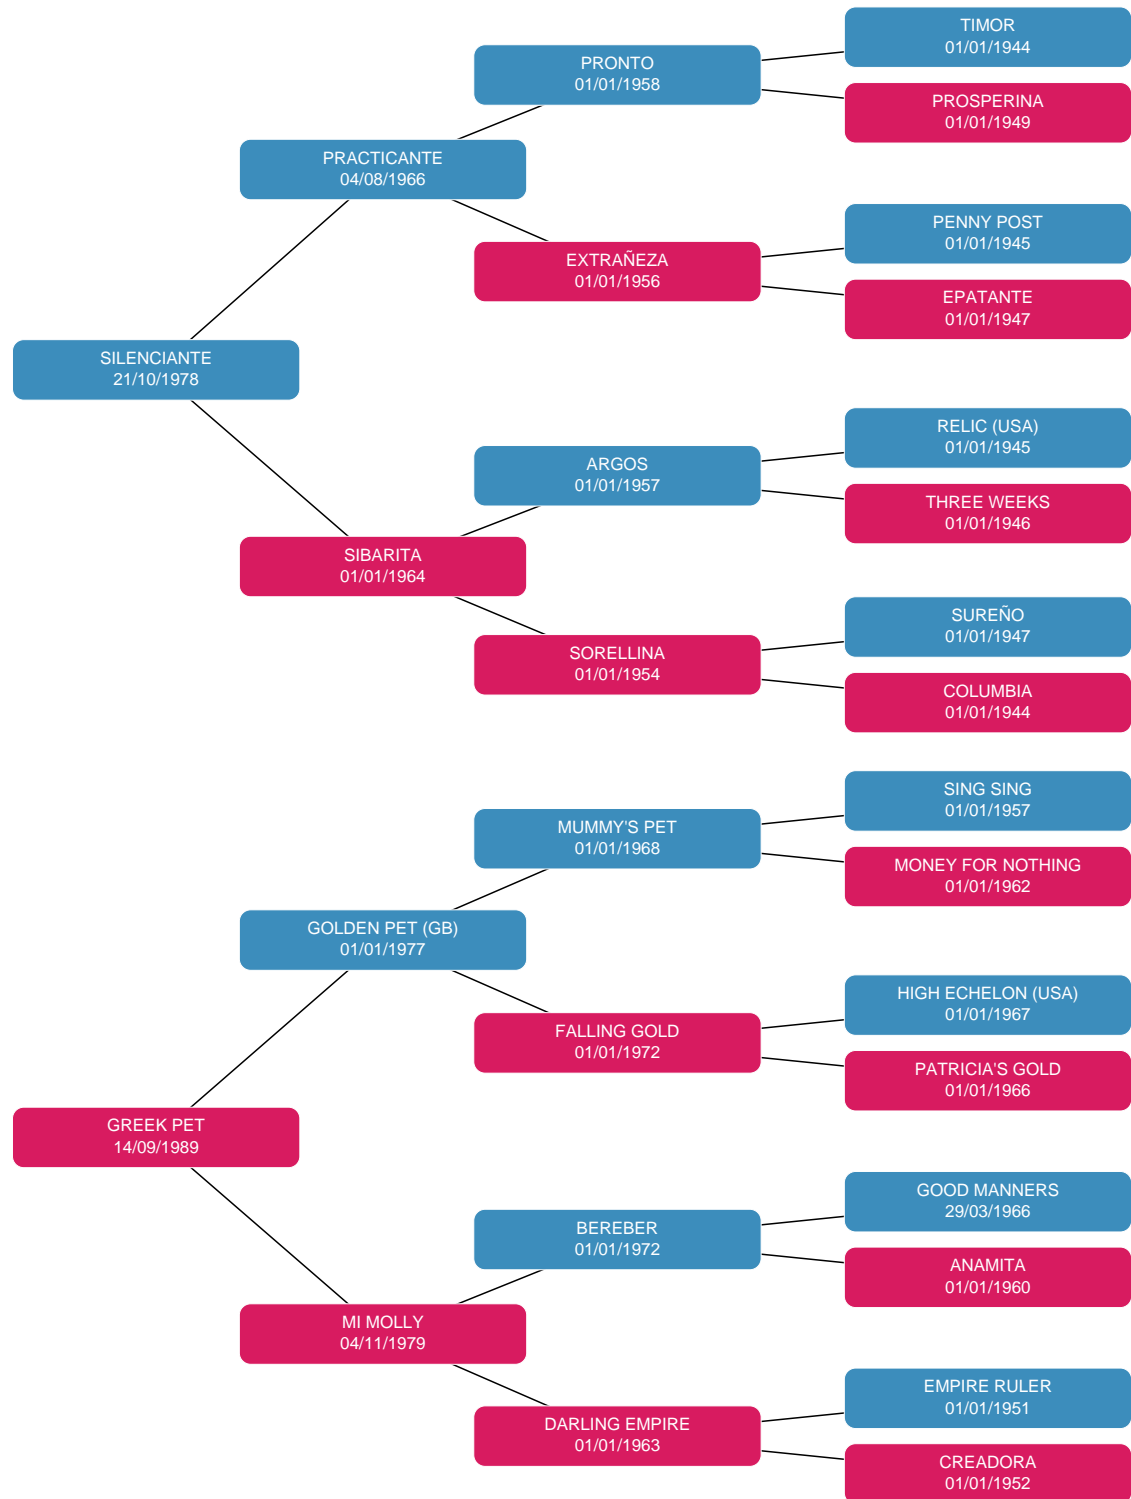 TIMOR
01/01/1944
PRONTO
01/01/1958
PROSPERINA
01/01/1949
PRACTICANTE
04/08/1966
PENNY POST
01/01/1945
EXTRAÑEZA
01/01/1956
EPATANTE
01/01/1947
SILENCIANTE
21/10/1978
RELIC (USA)
01/01/1945
ARGOS
01/01/1957
THREE WEEKS
01/01/1946
SIBARITA
01/01/1964
SUREÑO
01/01/1947
SORELLINA
01/01/1954
COLUMBIA
01/01/1944
SING SING
01/01/1957
MUMMY'S PET
01/01/1968
MONEY FOR NOTHING
01/01/1962
GOLDEN PET (GB)
01/01/1977
HIGH ECHELON (USA)
01/01/1967
FALLING GOLD
01/01/1972
PATRICIA'S GOLD
01/01/1966
GREEK PET
14/09/1989
GOOD MANNERS
29/03/1966
BEREBER
01/01/1972
ANAMITA
01/01/1960
MI MOLLY
04/11/1979
EMPIRE RULER
01/01/1951
DARLING EMPIRE
01/01/1963
CREADORA
01/01/1952